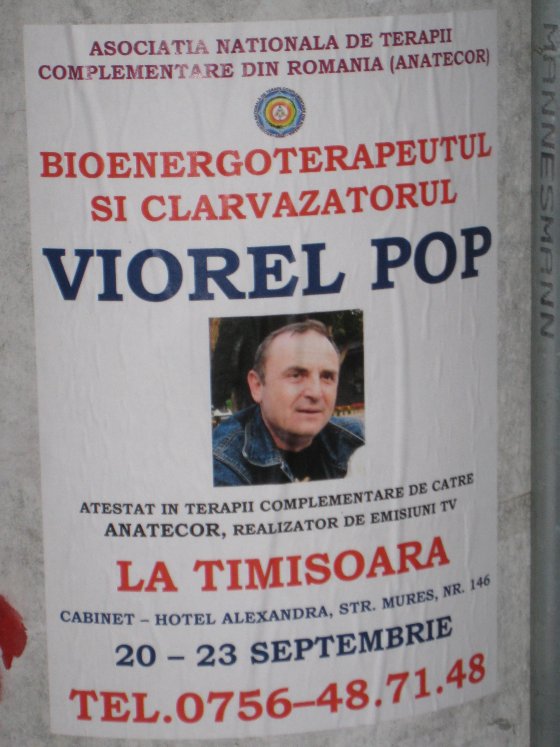 ASOCIATIA NATIONALA DE TERAPII
COMPLEMENTARE DIN ROMANIA (ANATECOR)
BIOENERGOTERAPEUTUL
SI CLARVAZATORUL
VIOREL POP
ATESTAT IN TERAPII COMPLEMENTARE DE CATRE
ANATECOR, REALIZATOR DE EMISIUNI TV
LA TIMISOARA
CABINET – HOTEL ALEXANDRA, STR. MURES, NR. 146
20 – 23 SEPTEMBRIE
TEL.0756–48.71.48
MANNESMANN